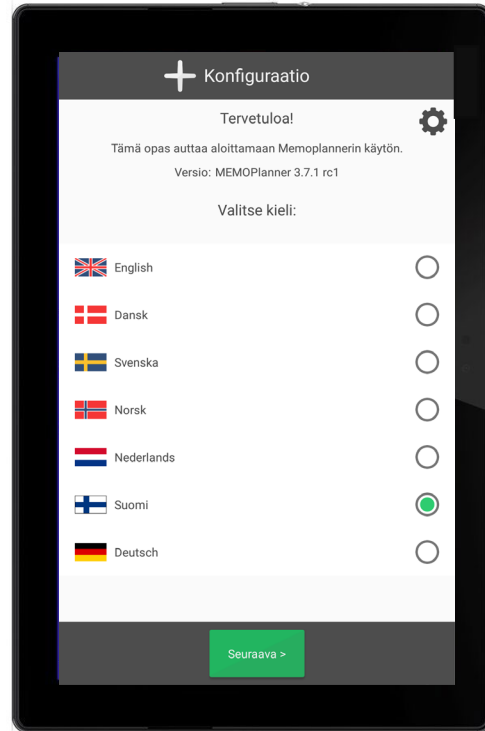 Konfiguraatio
Tervetuloa!
Tämä opas auttaa aloittamaan Memoplannerin käytön.
Versio: MEMOPlanner 3.7.1 rc1
Valitse kieli:
English
Dansk
Svenska
Norsk
Nederlands
Suomi
Deutsch
Seuraava >